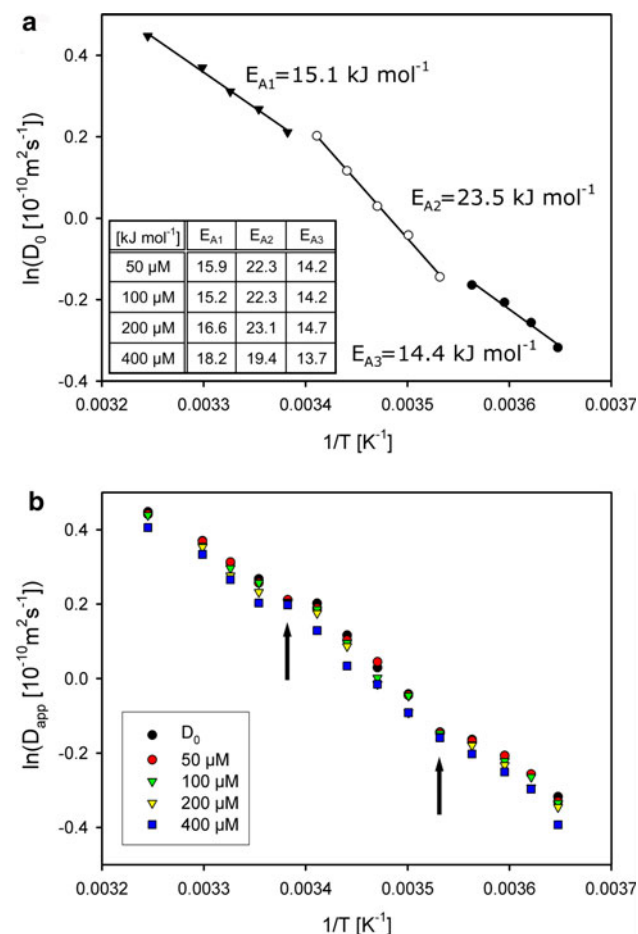 a
0.4
0.2
0.0
-0.2
-0.4
ln(D₀ [10⁻¹⁰m²s⁻¹])
E_A1=15.1 kJ mol⁻¹
E_A2=23.5 kJ mol⁻¹
E_A3=14.4 kJ mol⁻¹
[kJ mol⁻¹] E_A1 E_A2 E_A3
50 µM 15.9 22.3 14.2
100 µM 15.2 22.3 14.2
200 µM 16.6 23.1 14.7
400 µM 18.2 19.4 13.7
0.0032 0.0033 0.0034 0.0035 0.0036 0.0037
1/T [K⁻¹]
b
0.4
0.2
0.0
-0.2
-0.4
ln(D_app [10⁻¹⁰m²s⁻¹])
D₀
50 µM
100 µM
200 µM
400 µM
0.0032 0.0033 0.0034 0.0035 0.0036 0.0037
1/T [K⁻¹]